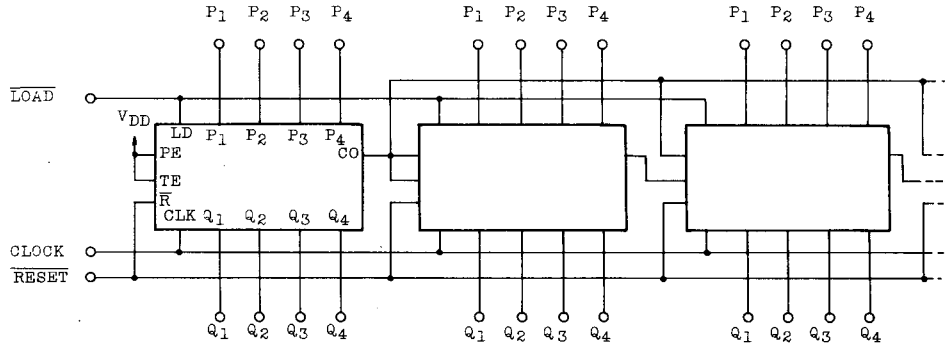 P1 P2 P3 P4 P1 P2 P3 P4 P1 P2 P3 P4
LOAD
VDD
LD P1 P2 P3 P4
PE CO
TE
R
CLK Q1 Q2 Q3 Q4
CLOCK
RESET
Q1 Q2 Q3 Q4 Q1 Q2 Q3 Q4 Q1 Q2 Q3 Q4